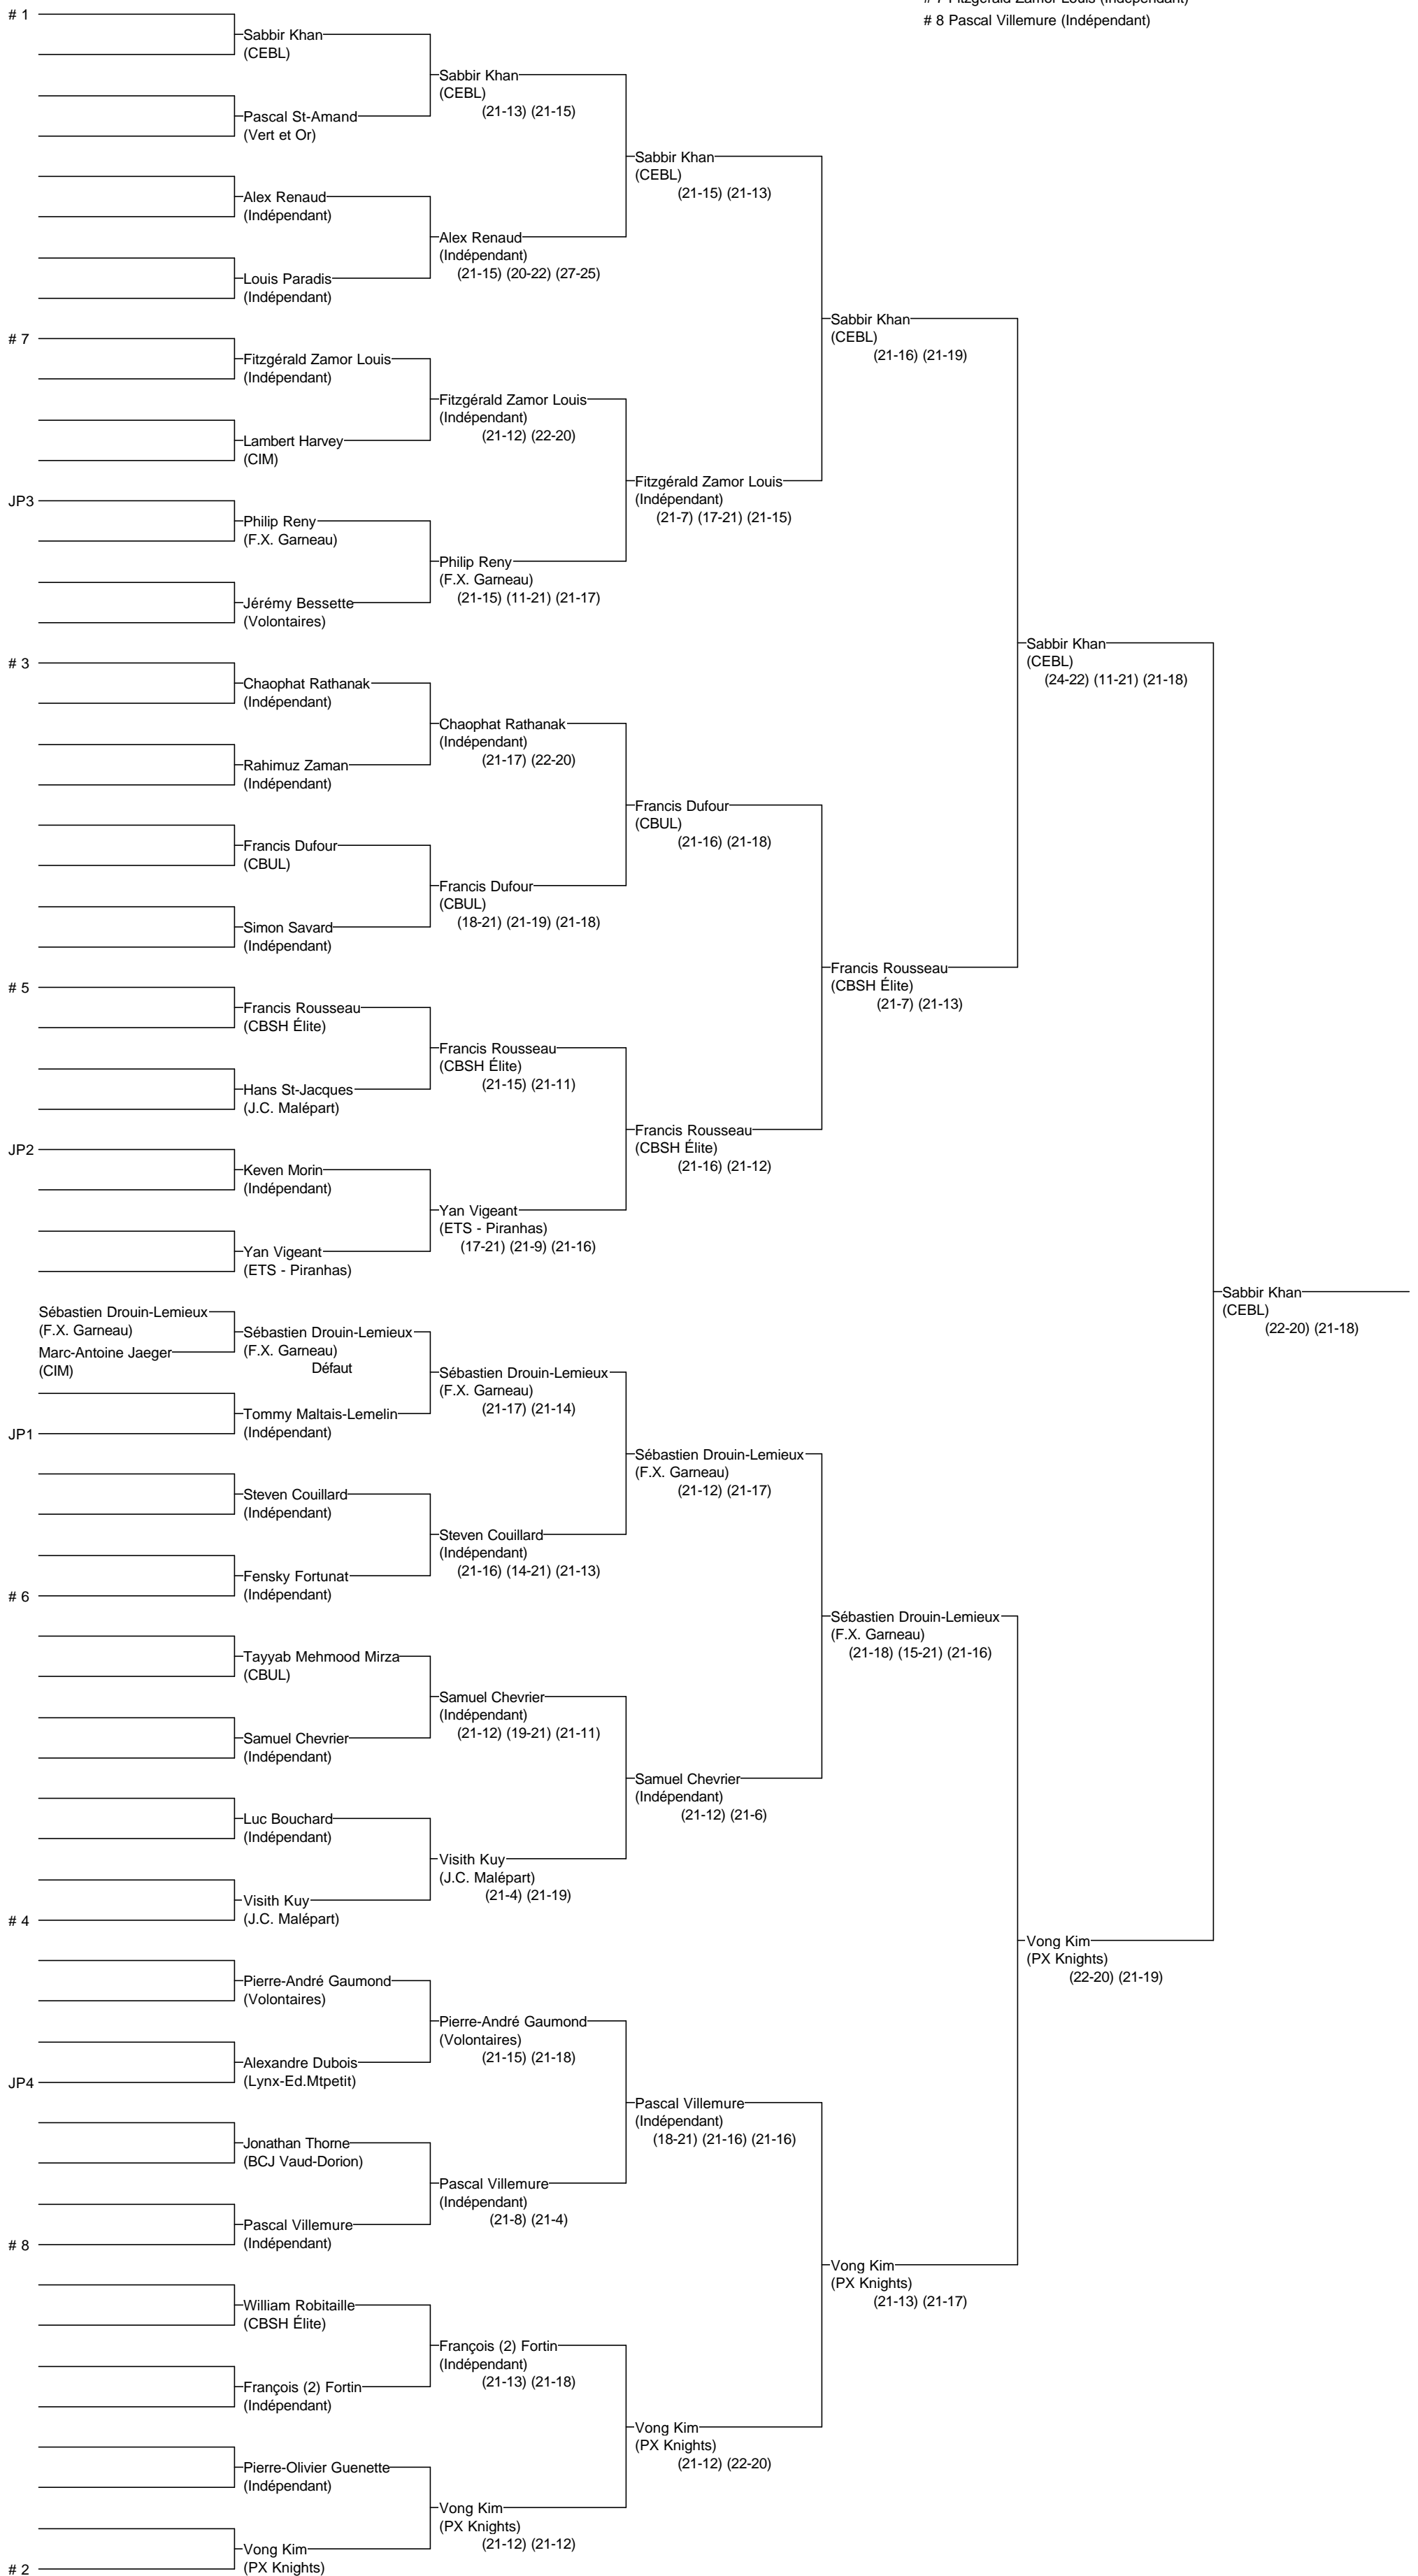 # 7 Fitzgérald Zamor Louis (Indépendant)
# 8 Pascal Villemure (Indépendant)
# 1
Sabbir Khan
(CEBL)
Sabbir Khan
(CEBL)
(21-13) (21-15)
Pascal St-Amand
(Vert et Or)
Sabbir Khan
(CEBL)
(21-15) (21-13)
Alex Renaud
(Indépendant)
Alex Renaud
(Indépendant)
(21-15) (20-22) (27-25)
Louis Paradis
(Indépendant)
Sabbir Khan
(CEBL)
(21-16) (21-19)
# 7
Fitzgérald Zamor Louis
(Indépendant)
Fitzgérald Zamor Louis
(Indépendant)
(21-12) (22-20)
Lambert Harvey
(CIM)
Fitzgérald Zamor Louis
(Indépendant)
(21-7) (17-21) (21-15)
JP3
Philip Reny
(F.X. Garneau)
Philip Reny
(F.X. Garneau)
(21-15) (11-21) (21-17)
Jérémy Bessette
(Volontaires)
Sabbir Khan
(CEBL)
(24-22) (11-21) (21-18)
# 3
Chaophat Rathanak
(Indépendant)
Chaophat Rathanak
(Indépendant)
(21-17) (22-20)
Rahimuz Zaman
(Indépendant)
Francis Dufour
(CBUL)
(21-16) (21-18)
Francis Dufour
(CBUL)
Francis Dufour
(CBUL)
(18-21) (21-19) (21-18)
Simon Savard
(Indépendant)
Francis Rousseau
(CBSH Élite)
(21-7) (21-13)
# 5
Francis Rousseau
(CBSH Élite)
Francis Rousseau
(CBSH Élite)
(21-15) (21-11)
Hans St-Jacques
(J.C. Malépart)
Francis Rousseau
(CBSH Élite)
(21-16) (21-12)
JP2
Keven Morin
(Indépendant)
Yan Vigeant
(ETS - Piranhas)
(17-21) (21-9) (21-16)
Yan Vigeant
(ETS - Piranhas)
Sabbir Khan
(CEBL)
(22-20) (21-18)
Sébastien Drouin-Lemieux
(F.X. Garneau)
Sébastien Drouin-Lemieux
(F.X. Garneau)
Défaut
Marc-Antoine Jaeger
(CIM)
Sébastien Drouin-Lemieux
(F.X. Garneau)
(21-17) (21-14)
Tommy Maltais-Lemelin
(Indépendant)
JP1
Sébastien Drouin-Lemieux
(F.X. Garneau)
(21-12) (21-17)
Steven Couillard
(Indépendant)
Steven Couillard
(Indépendant)
(21-16) (14-21) (21-13)
Fensky Fortunat
(Indépendant)
# 6
Sébastien Drouin-Lemieux
(F.X. Garneau)
(21-18) (15-21) (21-16)
Tayyab Mehmood Mirza
(CBUL)
Samuel Chevrier
(Indépendant)
(21-12) (19-21) (21-11)
Samuel Chevrier
(Indépendant)
Samuel Chevrier
(Indépendant)
(21-12) (21-6)
Luc Bouchard
(Indépendant)
Visith Kuy
(J.C. Malépart)
(21-4) (21-19)
Visith Kuy
(J.C. Malépart)
# 4
Vong Kim
(PX Knights)
(22-20) (21-19)
Pierre-André Gaumond
(Volontaires)
Pierre-André Gaumond
(Volontaires)
(21-15) (21-18)
Alexandre Dubois
(Lynx-Ed.Mtpetit)
JP4
Pascal Villemure
(Indépendant)
(18-21) (21-16) (21-16)
Jonathan Thorne
(BCJ Vaud-Dorion)
Pascal Villemure
(Indépendant)
(21-8) (21-4)
Pascal Villemure
(Indépendant)
# 8
Vong Kim
(PX Knights)
(21-13) (21-17)
William Robitaille
(CBSH Élite)
François (2) Fortin
(Indépendant)
(21-13) (21-18)
François (2) Fortin
(Indépendant)
Vong Kim
(PX Knights)
(21-12) (22-20)
Pierre-Olivier Guenette
(Indépendant)
Vong Kim
(PX Knights)
(21-12) (21-12)
Vong Kim
(PX Knights)
# 2